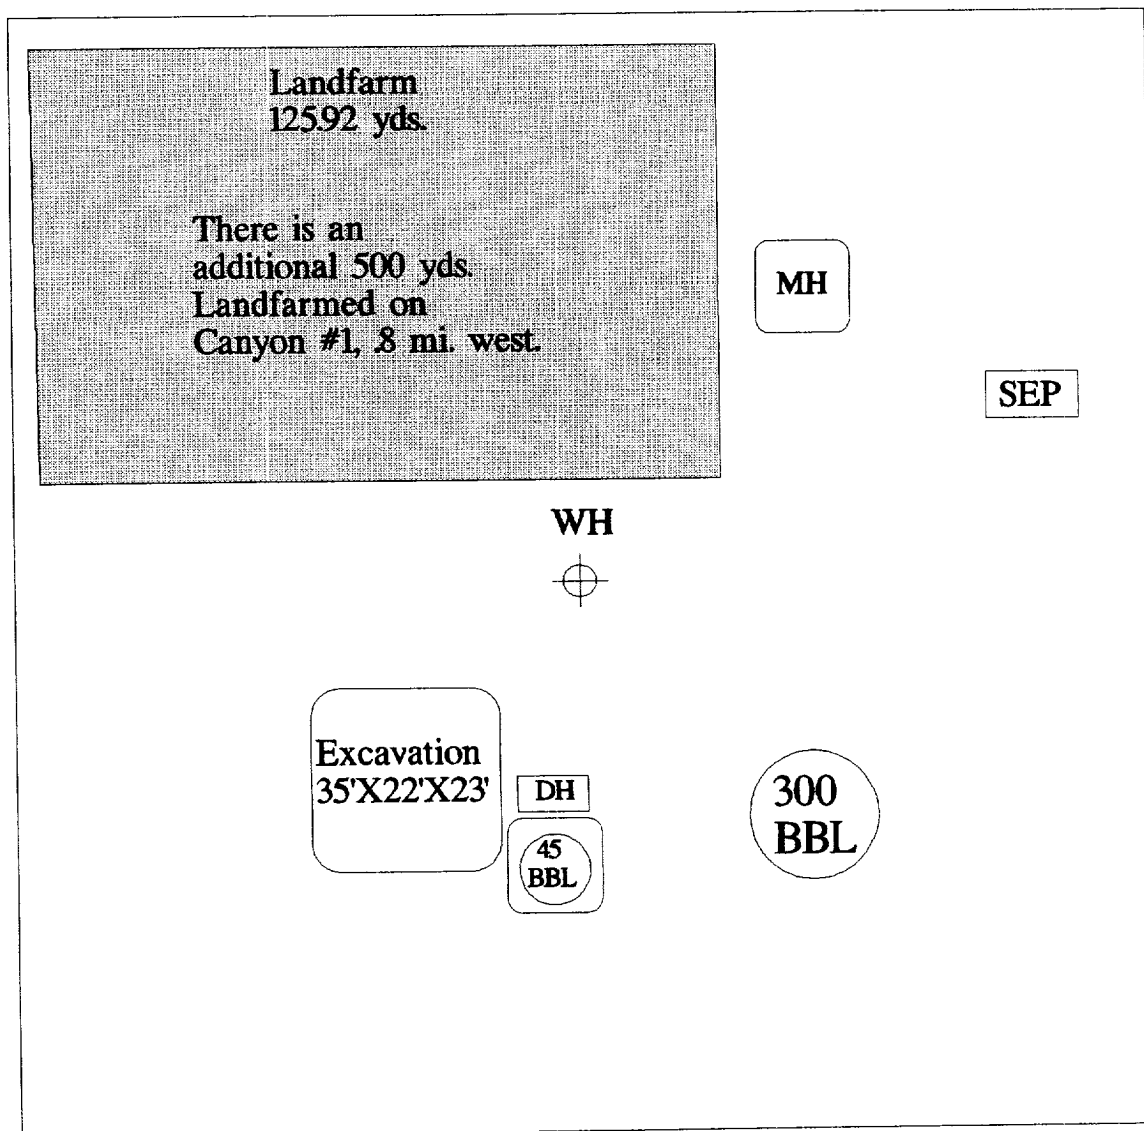 Landfarm
125.92 yds.
There is an
additional 500 yds.
Landfarmed on
Canyon #1, .8 mi. west.
MH
SEP
WH
Excavation
35'X22'X23'
DH
45
BBL
300
BBL